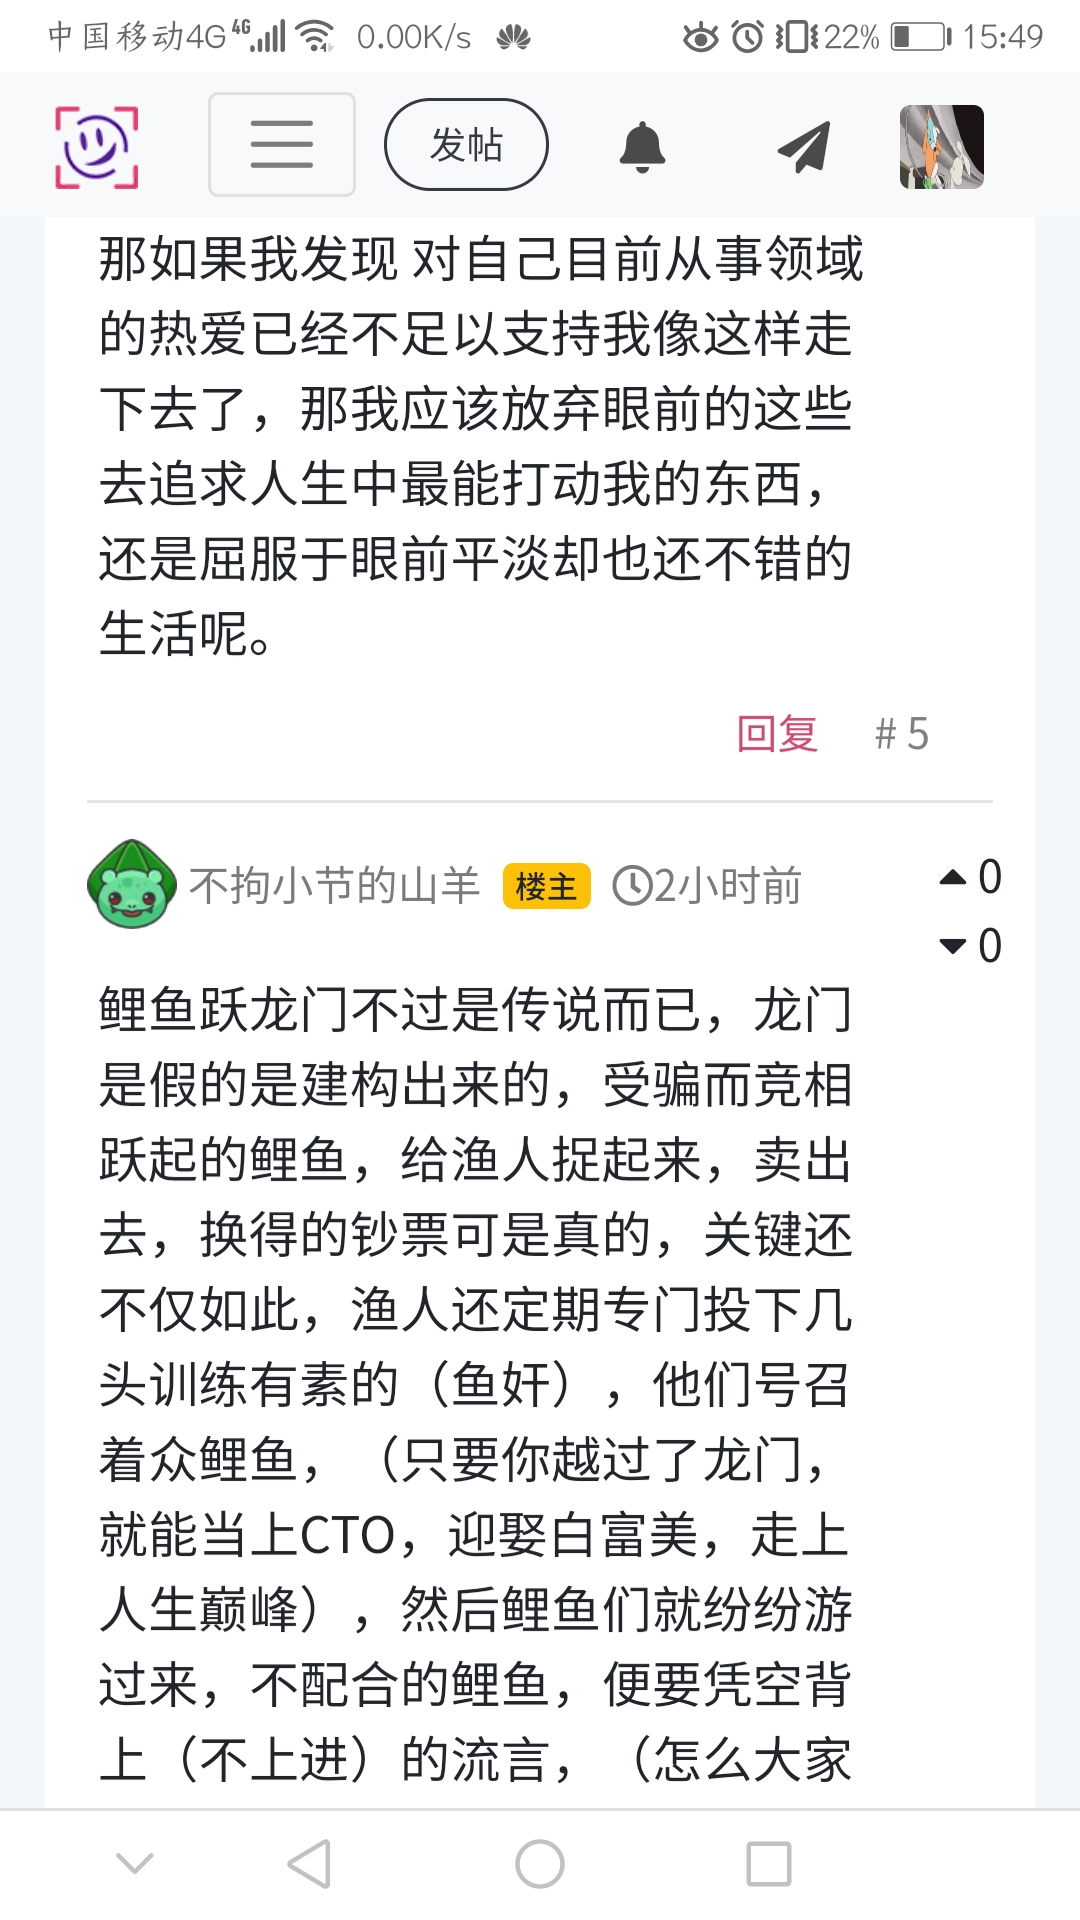 中国移动4G 4G 0.00K/s 22% 15:49
发帖
那如果我发现 对自己目前从事领域
的热爱已经不足以支持我像这样走
下去了，那我应该放弃眼前的这些
去追求人生中最能打动我的东西，
还是屈服于眼前平淡却也还不错的
生活呢。
回复 # 5
不拘小节的山羊 楼主 2小时前
0
0
鲤鱼跃龙门不过是传说而已，龙门
是假的是建构出来的，受骗而竞相
跃起的鲤鱼，给渔人捉起来，卖出
去，换得的钞票可是真的，关键还
不仅如此，渔人还定期专门投下几
头训练有素的（鱼奸），他们号召
着众鲤鱼，（只要你越过了龙门，
就能当上CTO，迎娶白富美，走上
人生巅峰），然后鲤鱼们就纷纷游
过来，不配合的鲤鱼，便要凭空背
上（不上进）的流言，（怎么大家